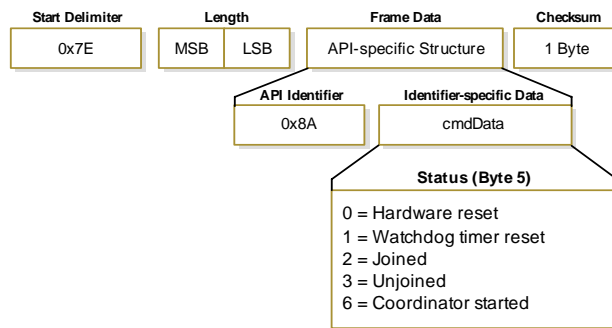 Start Delimiter Length Frame Data Checksum
0x7E MSB LSB API-specific Structure 1 Byte
API Identifier Identifier-specific Data
0x8A cmdData
Status (Byte 5)
0 = Hardware reset
1 = Watchdog timer reset
2 = Joined
3 = Unjoined
6 = Coordinator started